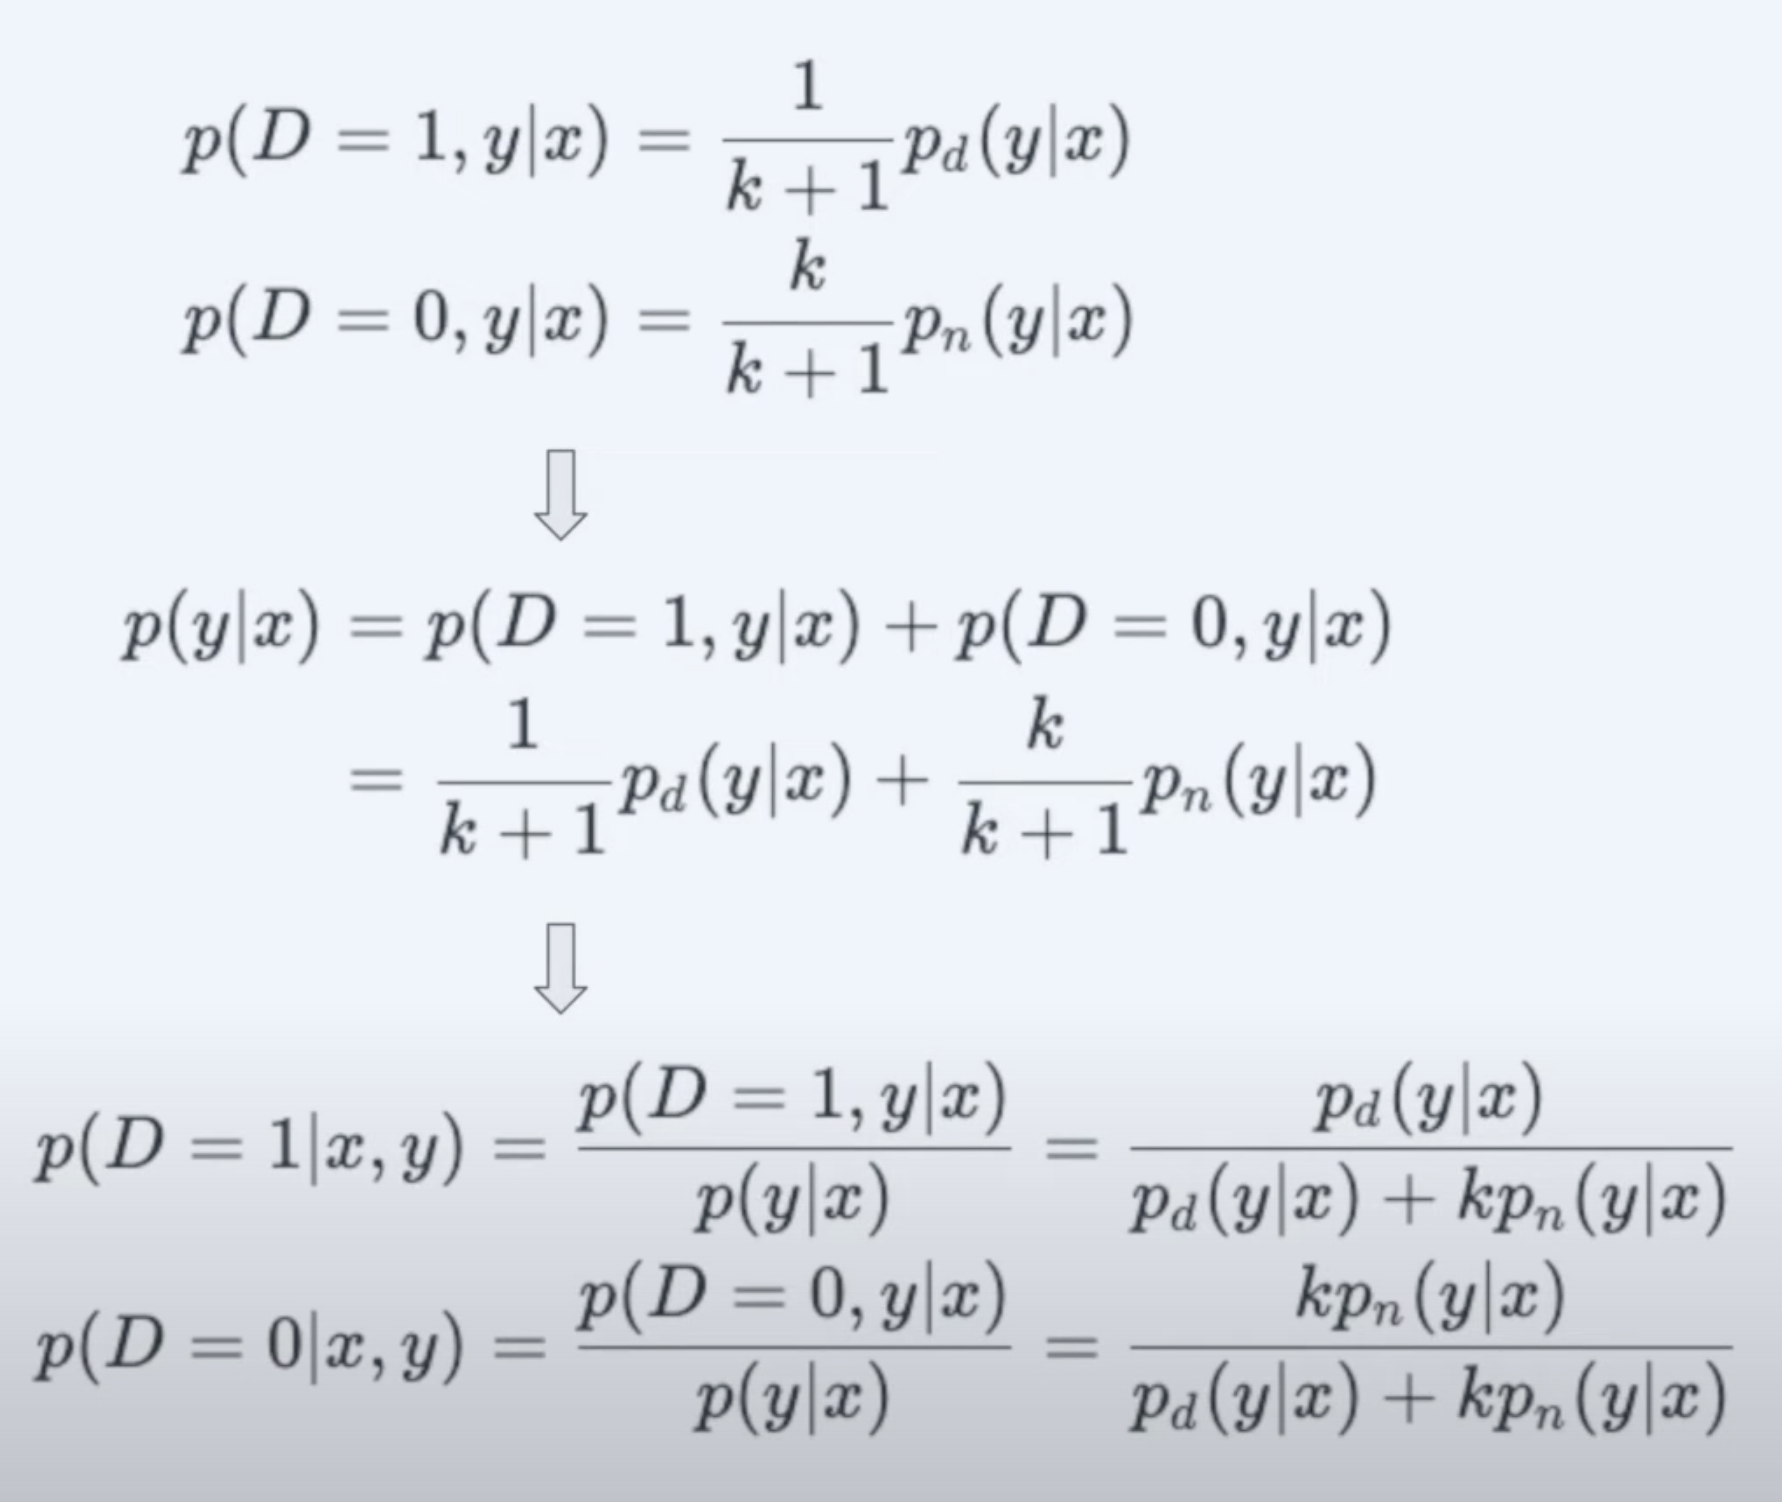 p(D = 1, y|x) = \frac{1}{k + 1} p_d(y|x)
p(D = 0, y|x) = \frac{k}{k + 1} p_n(y|x)
p(y|x) = p(D = 1, y|x) + p(D = 0, y|x)
= \frac{1}{k + 1} p_d(y|x) + \frac{k}{k + 1} p_n(y|x)
p(D = 1|x, y) = \frac{p(D = 1, y|x)}{p(y|x)} = \frac{p_d(y|x)}{p_d(y|x) + kp_n(y|x)}
p(D = 0|x, y) = \frac{p(D = 0, y|x)}{p(y|x)} = \frac{kp_n(y|x)}{p_d(y|x) + kp_n(y|x)}